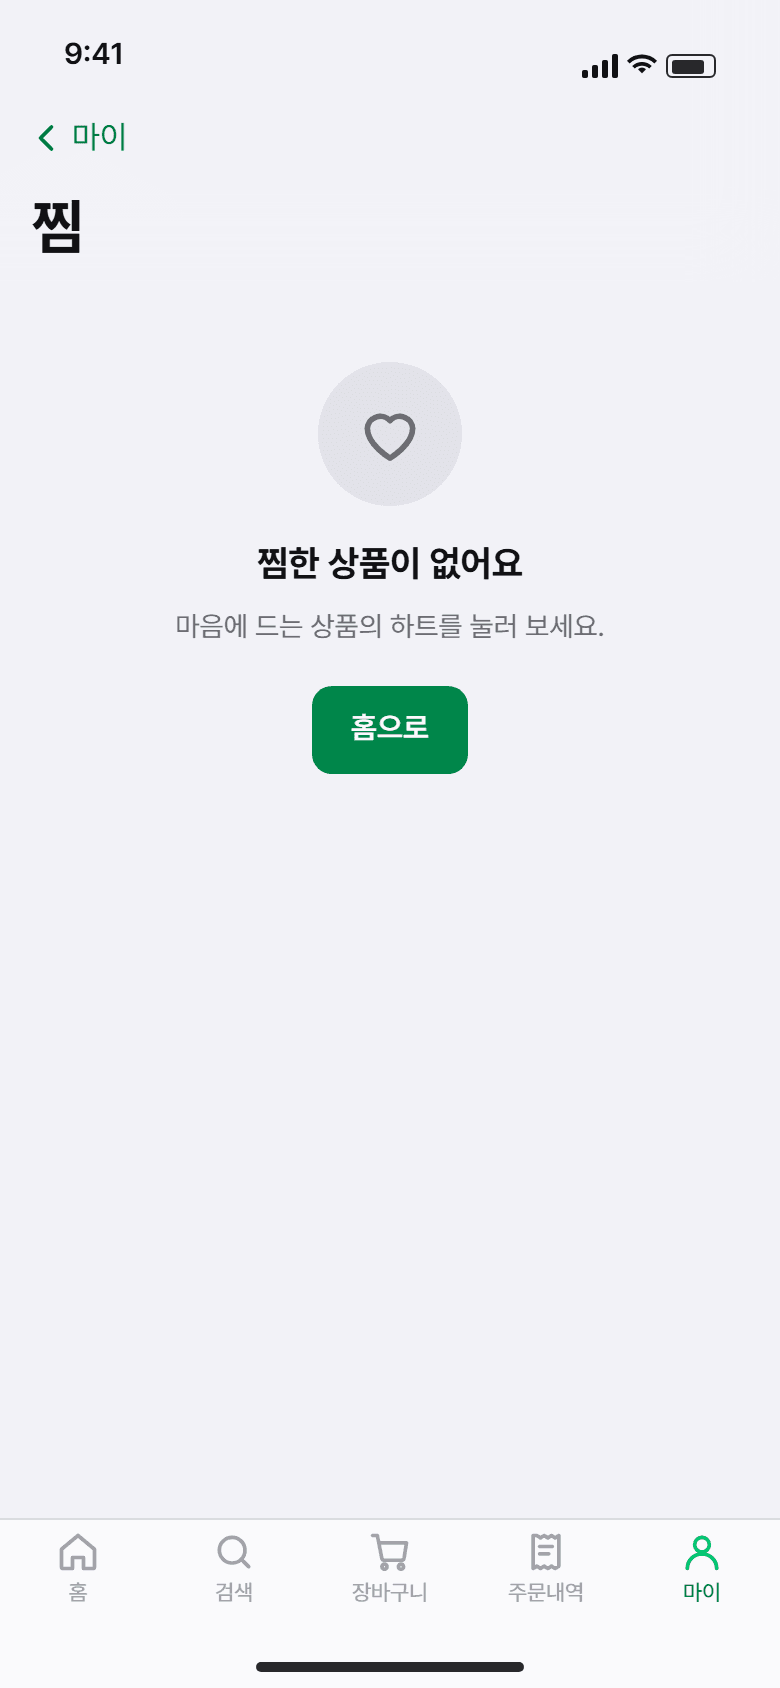 9:41
마이
찜
찜한 상품이 없어요
마음에 드는 상품의 하트를 눌러 보세요.
홈으로
홈
검색
장바구니
주문내역
마이